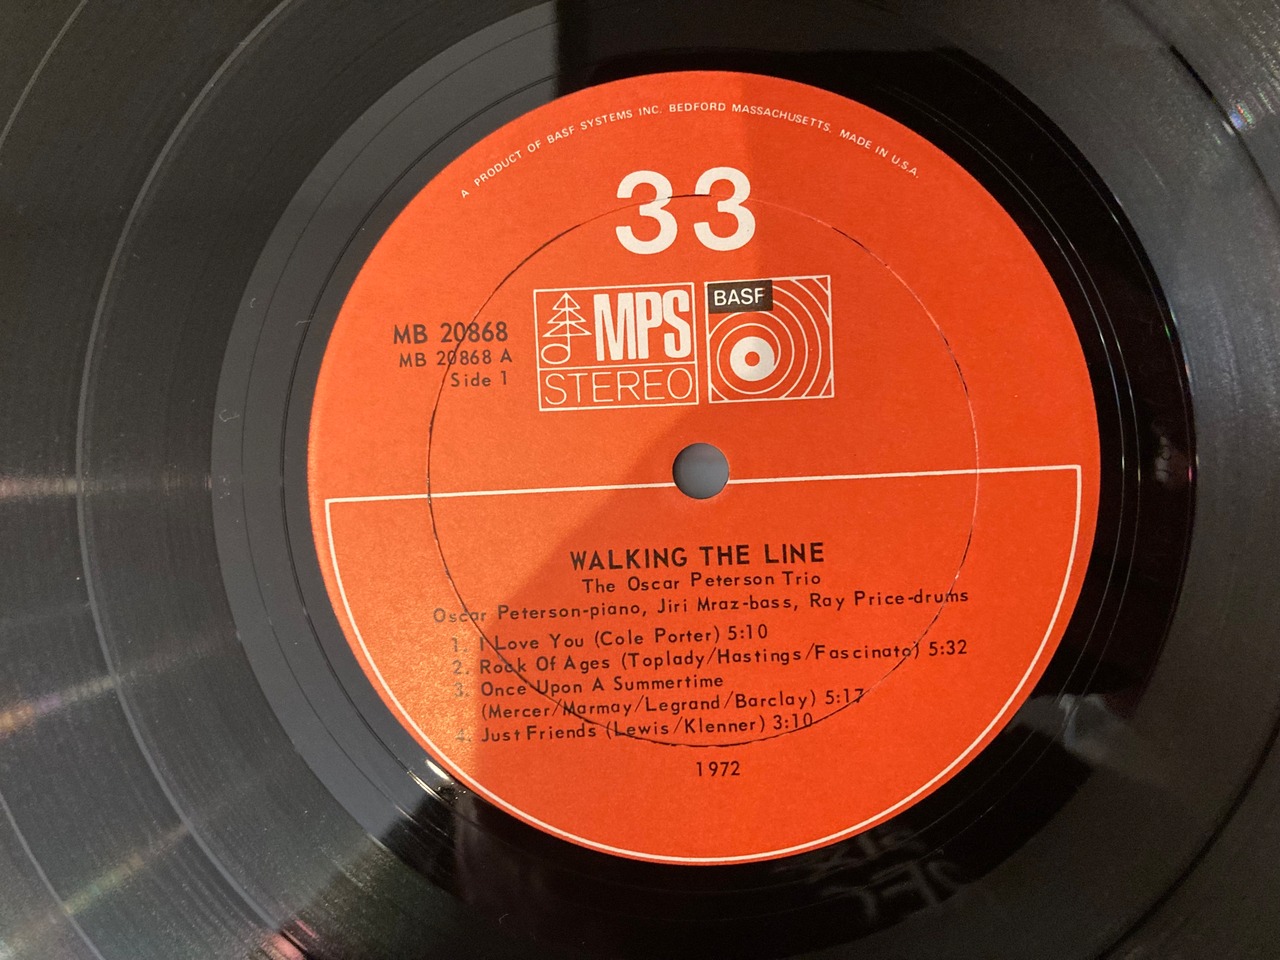 A PRODUCT OF BASF SYSTEMS INC. BEDFORD MASSACHUSETTS. MADE IN U.S.A.
33
MPS
BASF
STEREO
MB 20868
MB 20868 A
Side 1
WALKING THE LINE
The Oscar Peterson Trio
Oscar Peterson-piano, Jiri Mraz-bass, Ray Price-drums
1. I Love You (Cole Porter) 5:10
2. Rock Of Ages (Toplady/Hastings/Fascinato) 5:32
3. Once Upon A Summertime
(Mercer/Marmay/Legrand/Barclay) 5:17
4. Just Friends (Lewis/Klenner) 3:10
1972